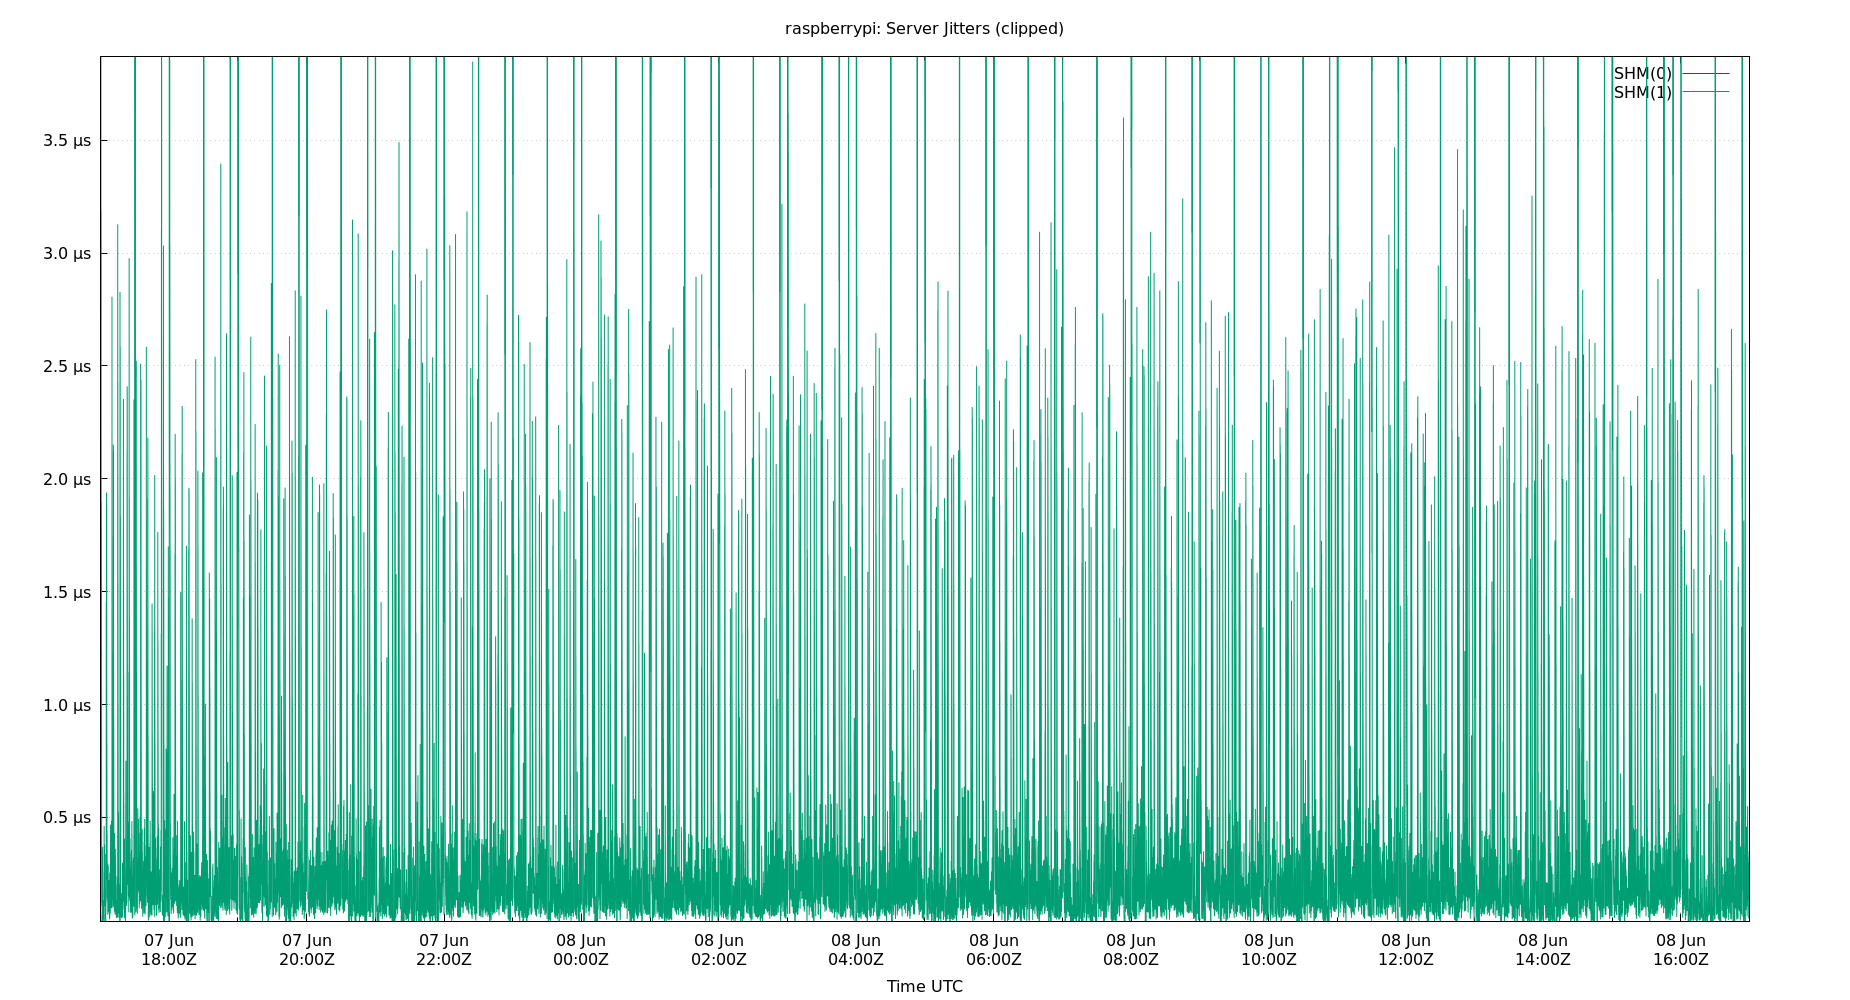 raspberrypi: Server Jitters (clipped)
SHM(0)
SHM(1)
3.5 µs
3.0 µs
2.5 µs
2.0 µs
1.5 µs
1.0 µs
0.5 µs
07 Jun 07 Jun 07 Jun 08 Jun 08 Jun 08 Jun 08 Jun 08 Jun 08 Jun 08 Jun 08 Jun 08 Jun
18:00Z 20:00Z 22:00Z 00:00Z 02:00Z 04:00Z 06:00Z 08:00Z 10:00Z 12:00Z 14:00Z 16:00Z
Time UTC